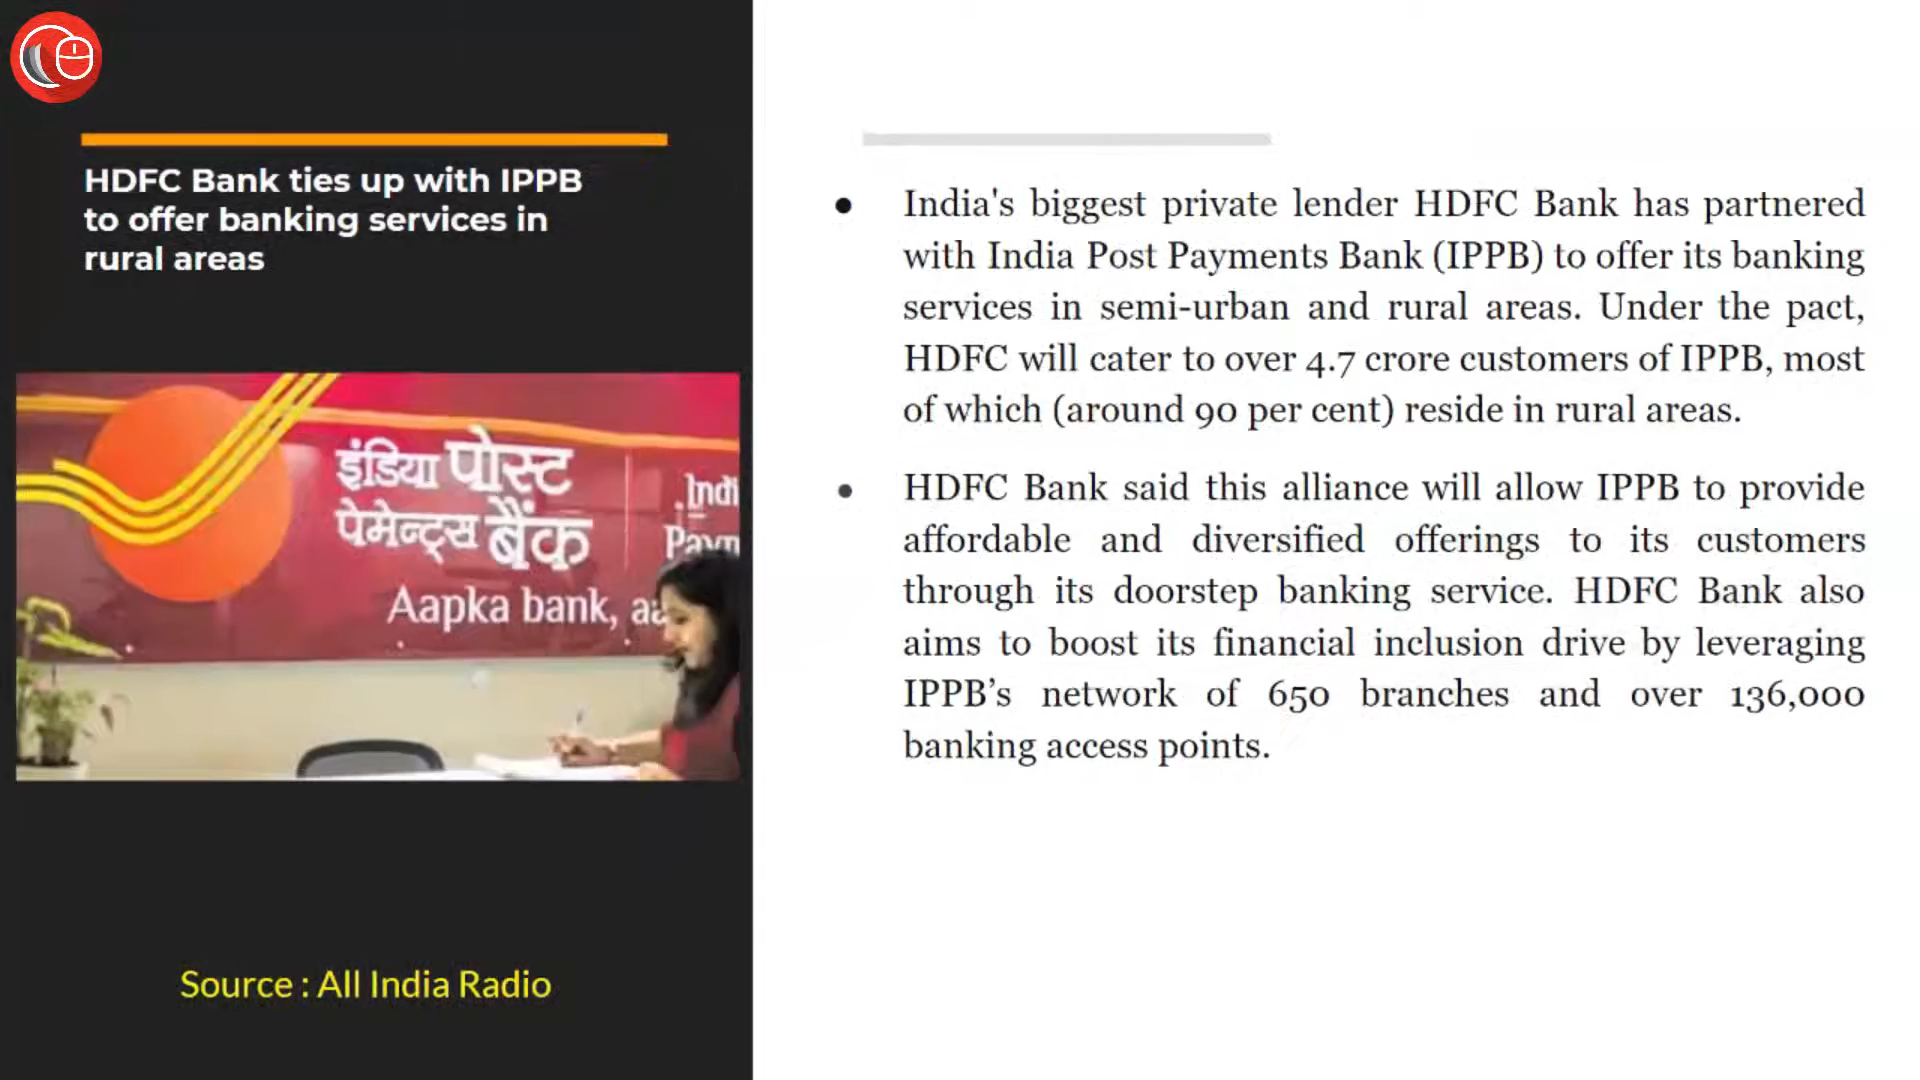 HDFC Bank ties up with IPPB
to offer banking services in
rural areas
इंडिया पोस्ट
पेमेन्ट्स बैंक
Aapka bank,
Source : All India Radio
● India's biggest private lender HDFC Bank has partnered
with India Post Payments Bank (IPPB) to offer its banking
services in semi-urban and rural areas. Under the pact,
HDFC will cater to over 4.7 crore customers of IPPB, most
of which (around 90 per cent) reside in rural areas.
● HDFC Bank said this alliance will allow IPPB to provide
affordable and diversified offerings to its customers
through its doorstep banking service. HDFC Bank also
aims to boost its financial inclusion drive by leveraging
IPPB’s network of 650 branches and over 136,000
banking access points.